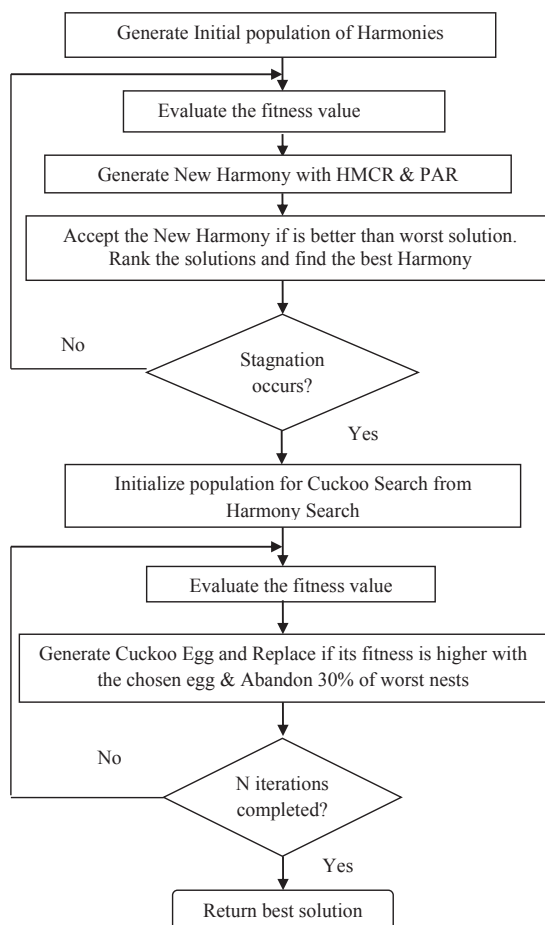 Generate Initial population of Harmonies
Evaluate the fitness value
Generate New Harmony with HMCR & PAR
Accept the New Harmony if is better than worst solution.
Rank the solutions and find the best Harmony
No
Stagnation
occurs?
Yes
Initialize population for Cuckoo Search from
Harmony Search
Evaluate the fitness value
Generate Cuckoo Egg and Replace if its fitness is higher with
the chosen egg & Abandon 30% of worst nests
No
N iterations
completed?
Yes
Return best solution